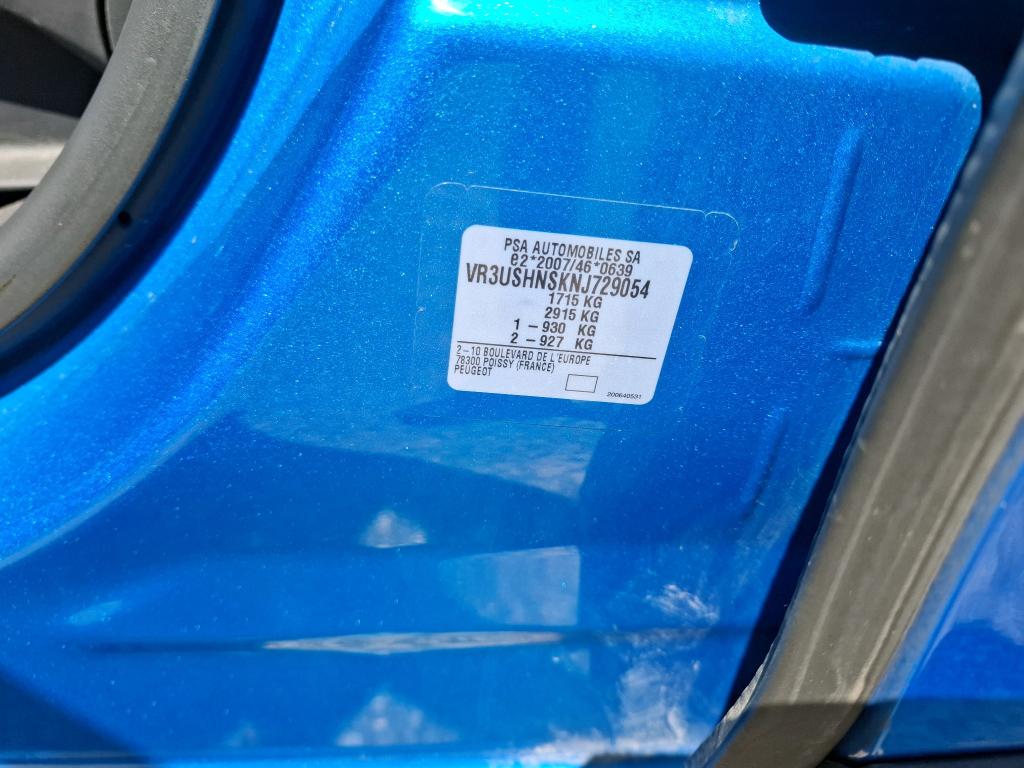 PSA AUTOMOBILES SA
e2*2007/46*0639
VR3USHNSKNJ729054
1715 KG
2915 KG
1 – 930 KG
2 – 927 KG
2–10 BOULEVARD DE L'EUROPE
78300 POISSY (FRANCE)
PEUGEOT
200640531